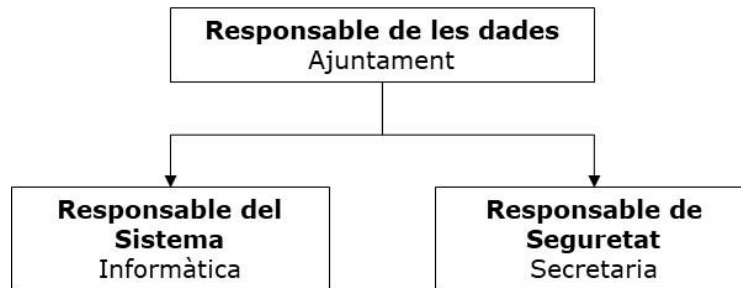 Responsable de les dades
Ajuntament
Responsable del
Sistema
Informàtica
Responsable de
Seguretat
Secretaria